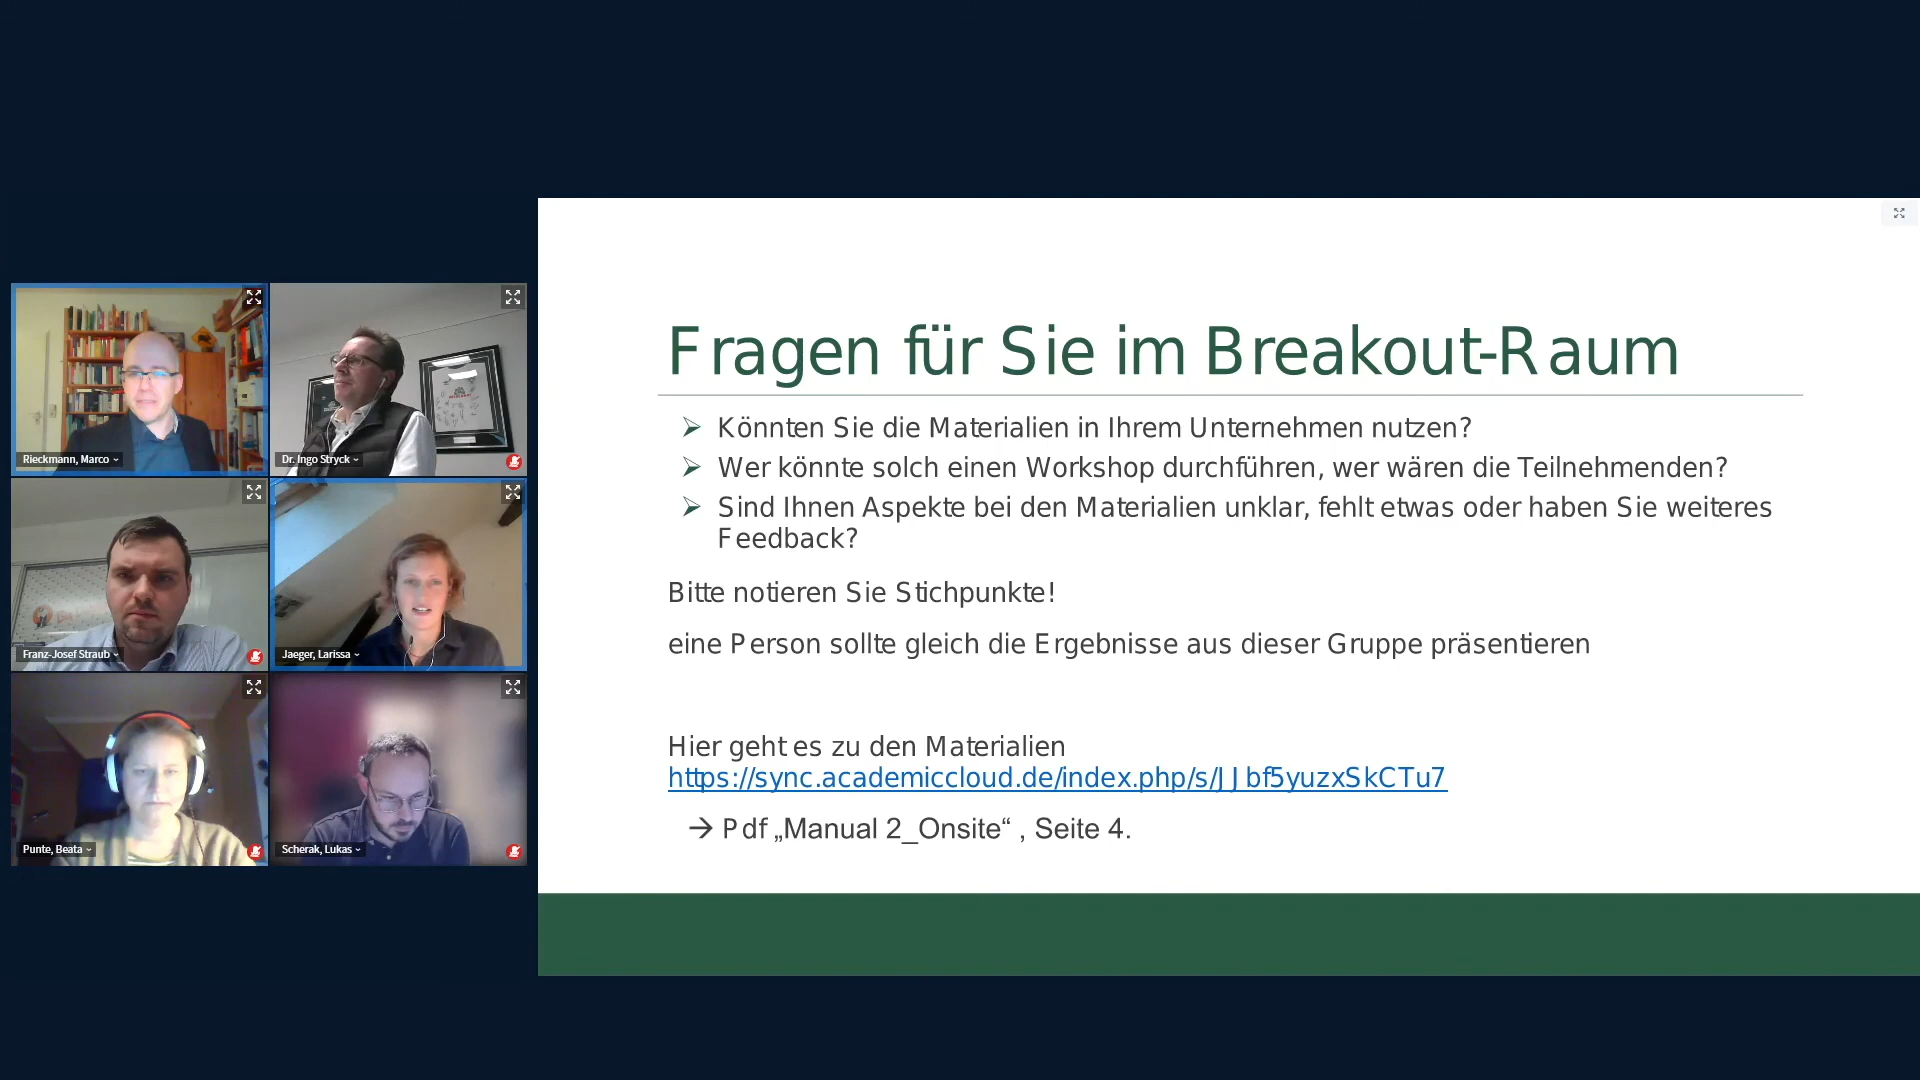 Rieckmann, Marco
Dr. Ingo Stryck
Franz-Josef Straub
Jaeger, Larissa
Punte, Beata
Scherak, Lukas
Fragen für Sie im Breakout-Raum
Könnten Sie die Materialien in Ihrem Unternehmen nutzen?
Wer könnte solch einen Workshop durchführen, wer wären die Teilnehmenden?
Sind Ihnen Aspekte bei den Materialien unklar, fehlt etwas oder haben Sie weiteres
Feedback?
Bitte notieren Sie Stichpunkte!
eine Person sollte gleich die Ergebnisse aus dieser Gruppe präsentieren
Hier geht es zu den Materialien
https://sync.academiccloud.de/index.php/s/JJbf5yuzxSkCTu7
→ Pdf „Manual 2_Onsite“ , Seite 4.